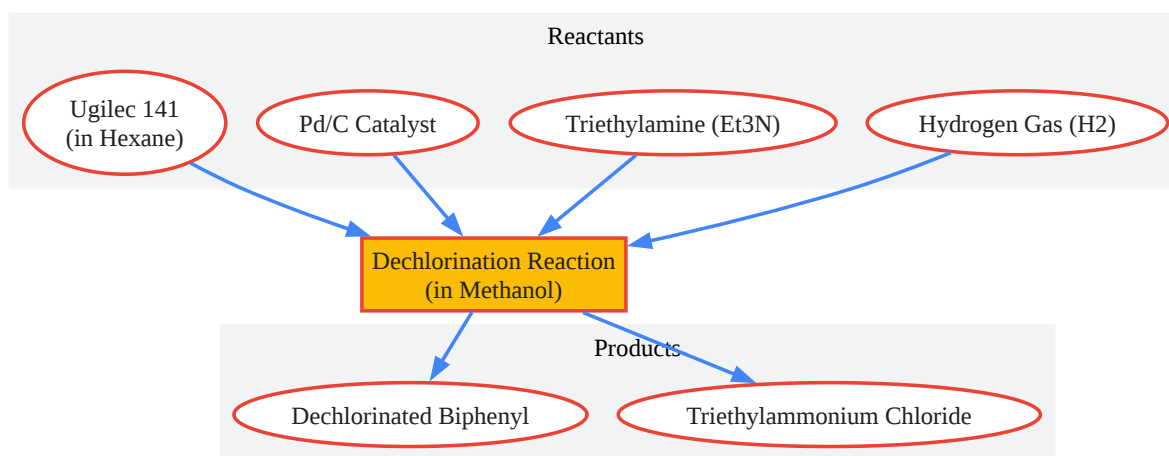 Reactants
Ugilec 141
(in Hexane)
Pd/C Catalyst
Triethylamine (Et3N)
Hydrogen Gas (H2)
Dechlorination Reaction
(in Methanol)
Products
Dechlorinated Biphenyl
Triethylammonium Chloride